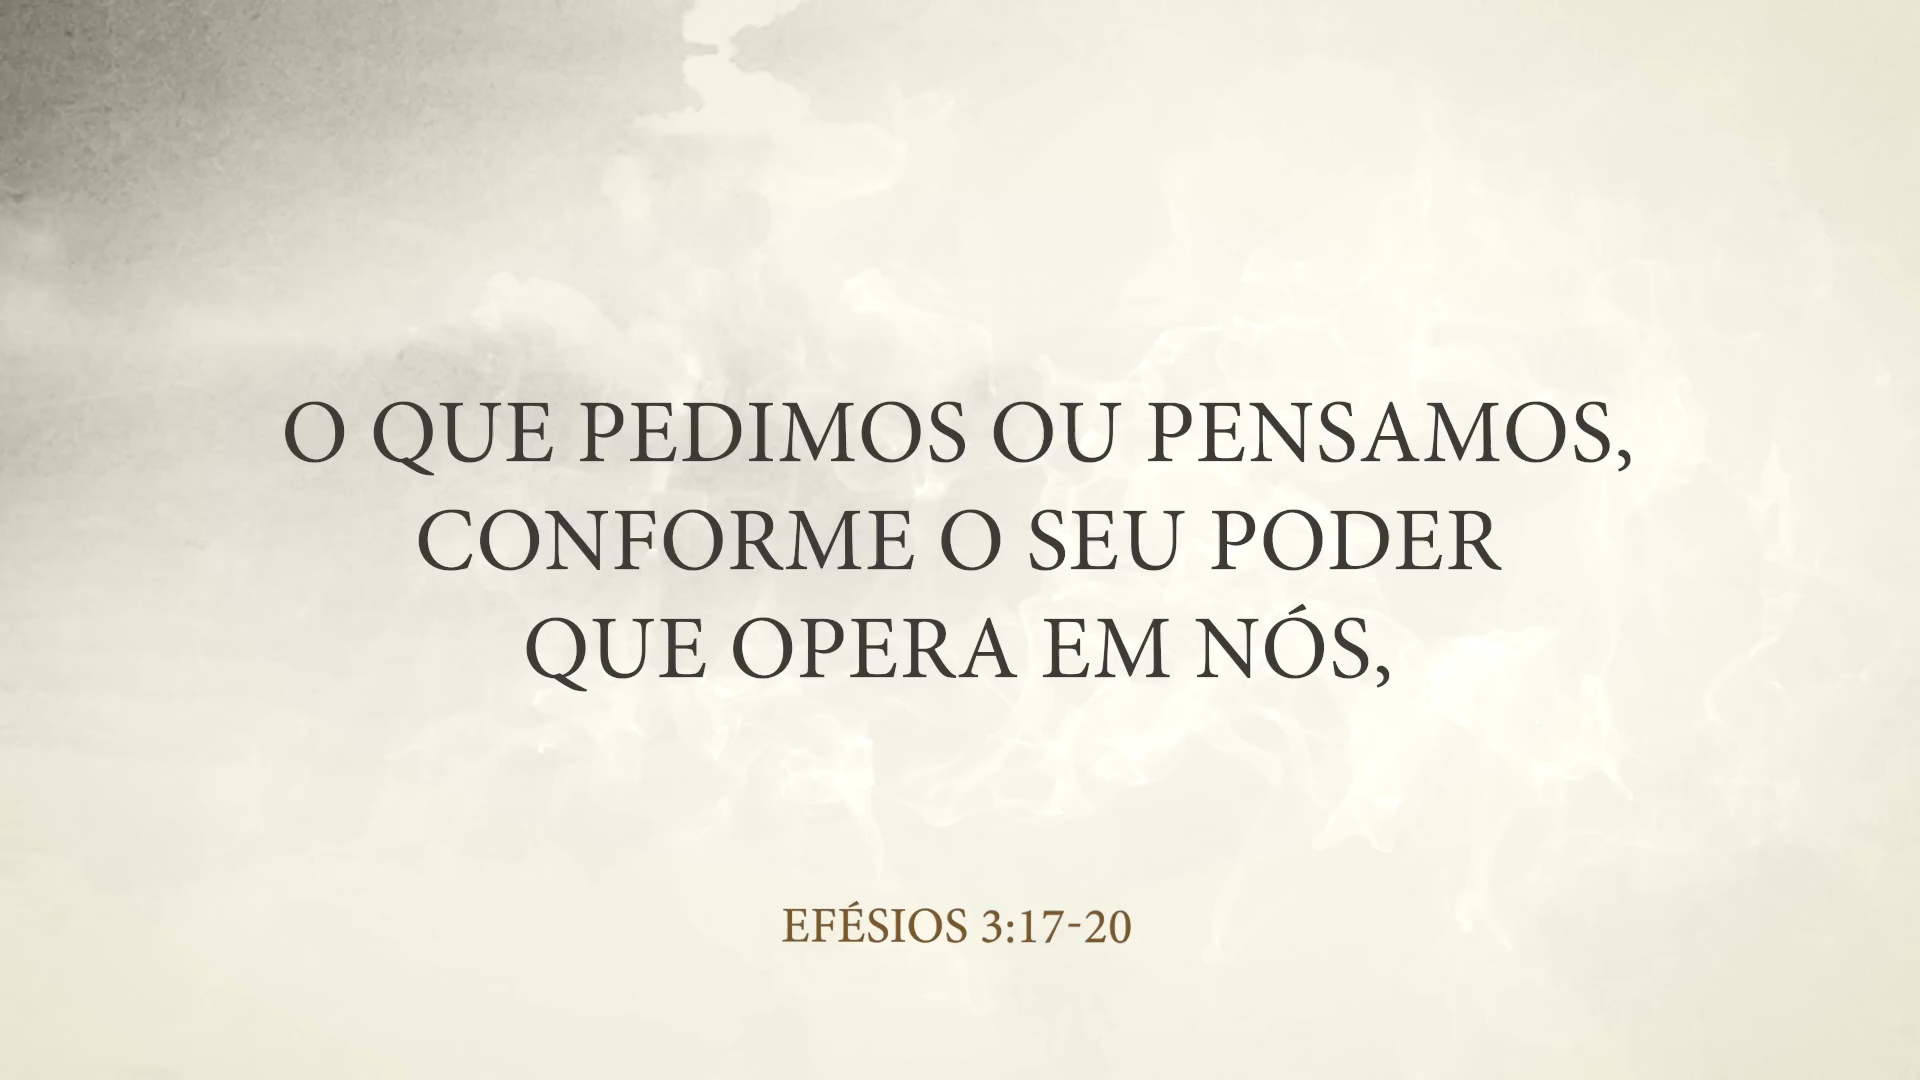 O QUE PEDIMOS OU PENSAMOS,
CONFORME O SEU PODER
QUE OPERA EM NÓS,
EFÉSIOS 3:17-20